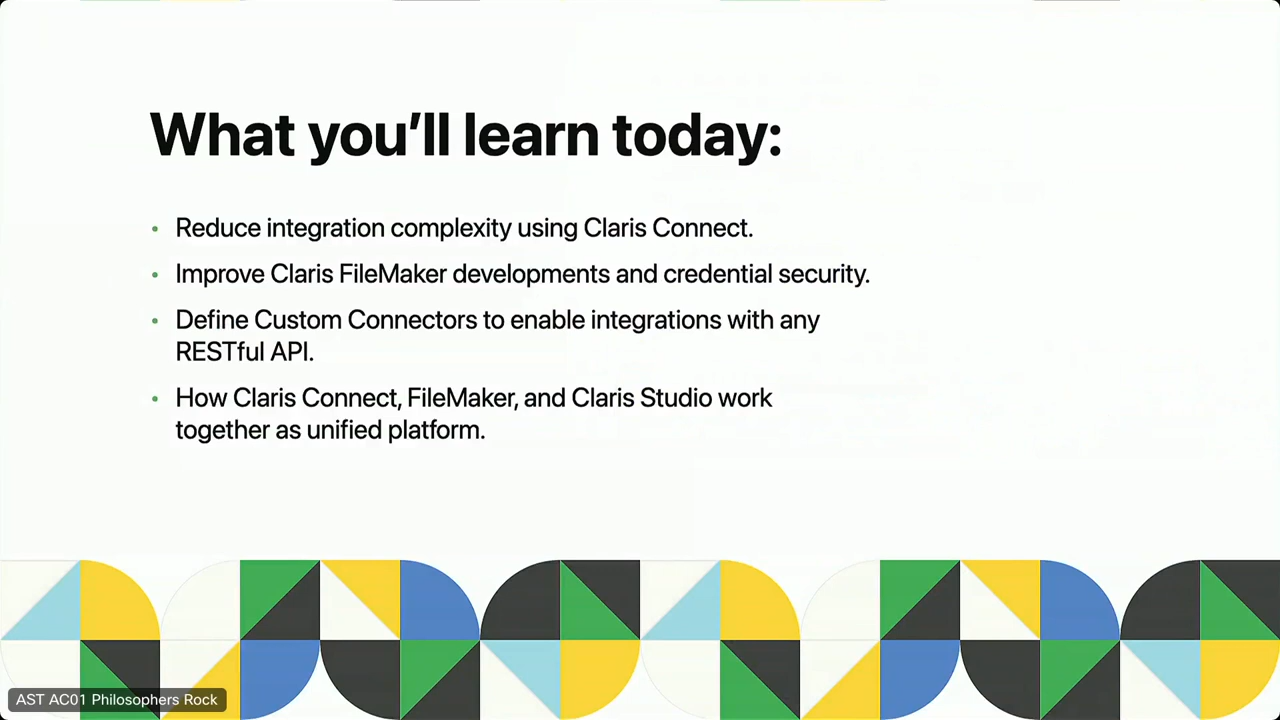 What you’ll learn today:
• Reduce integration complexity using Claris Connect.
• Improve Claris FileMaker developments and credential security.
• Define Custom Connectors to enable integrations with any
RESTful API.
• How Claris Connect, FileMaker, and Claris Studio work
together as unified platform.
AST AC01 Philosophers Rock